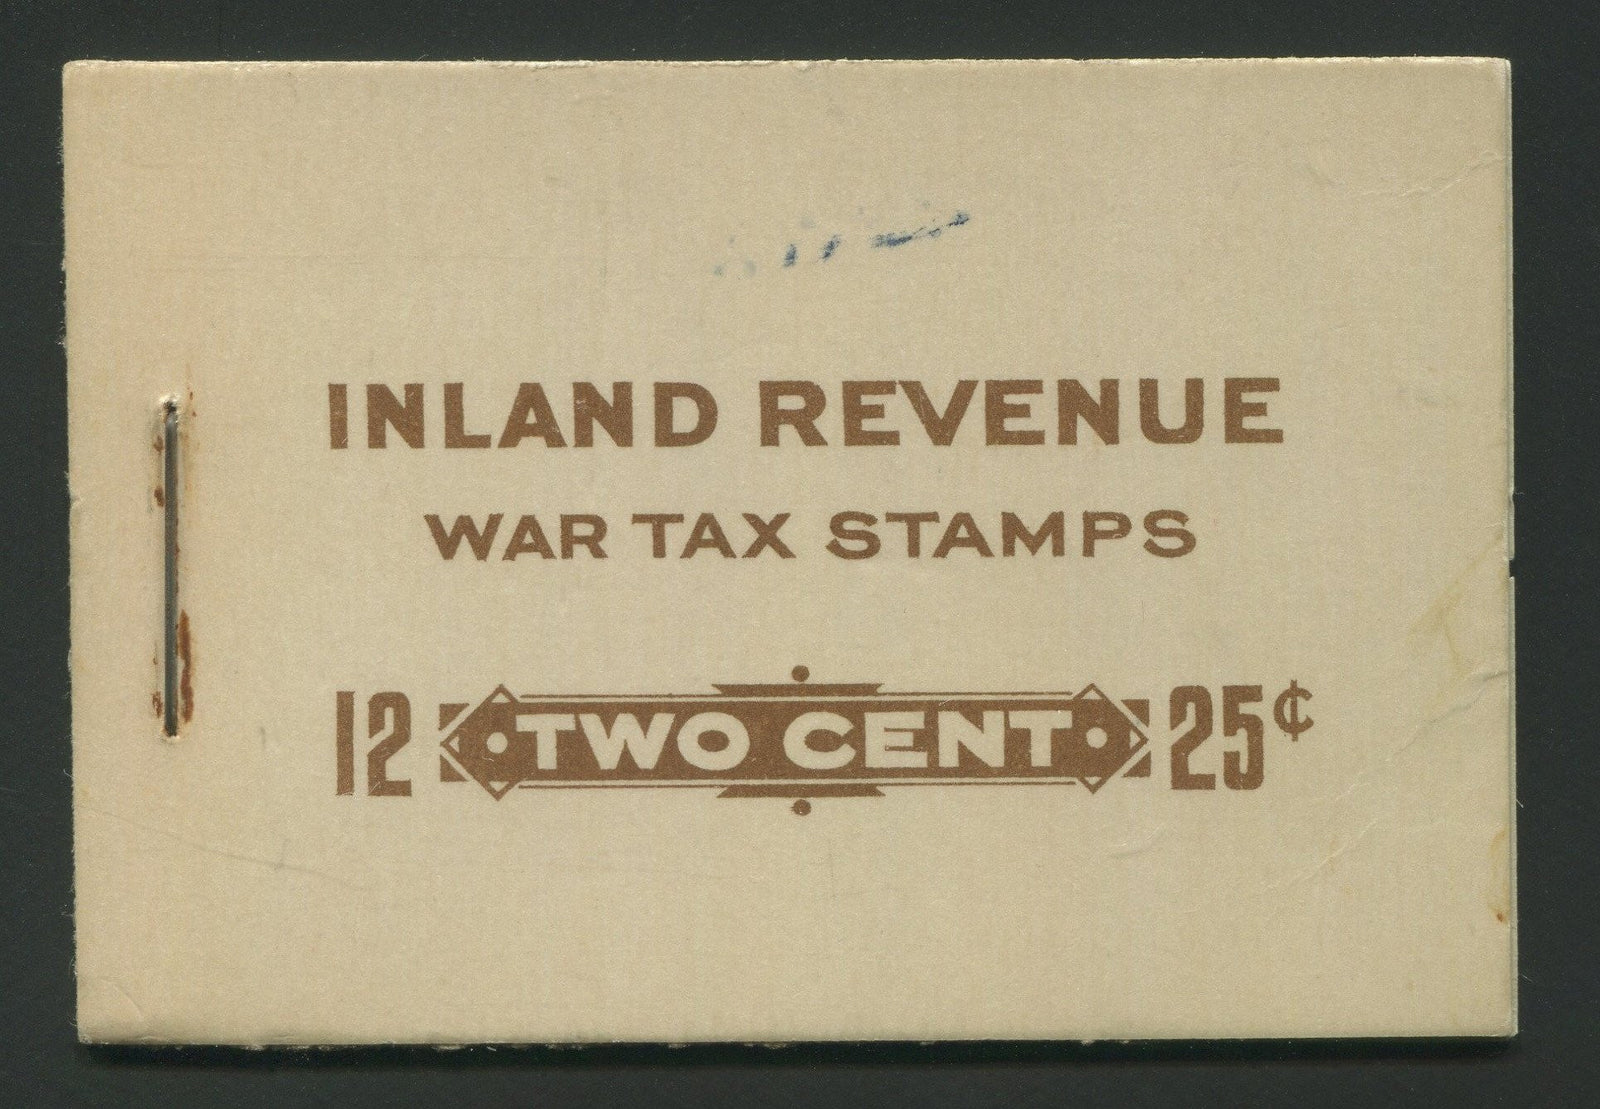 INLAND REVENUE
WAR TAX STAMPS
12 TWO CENT 25¢